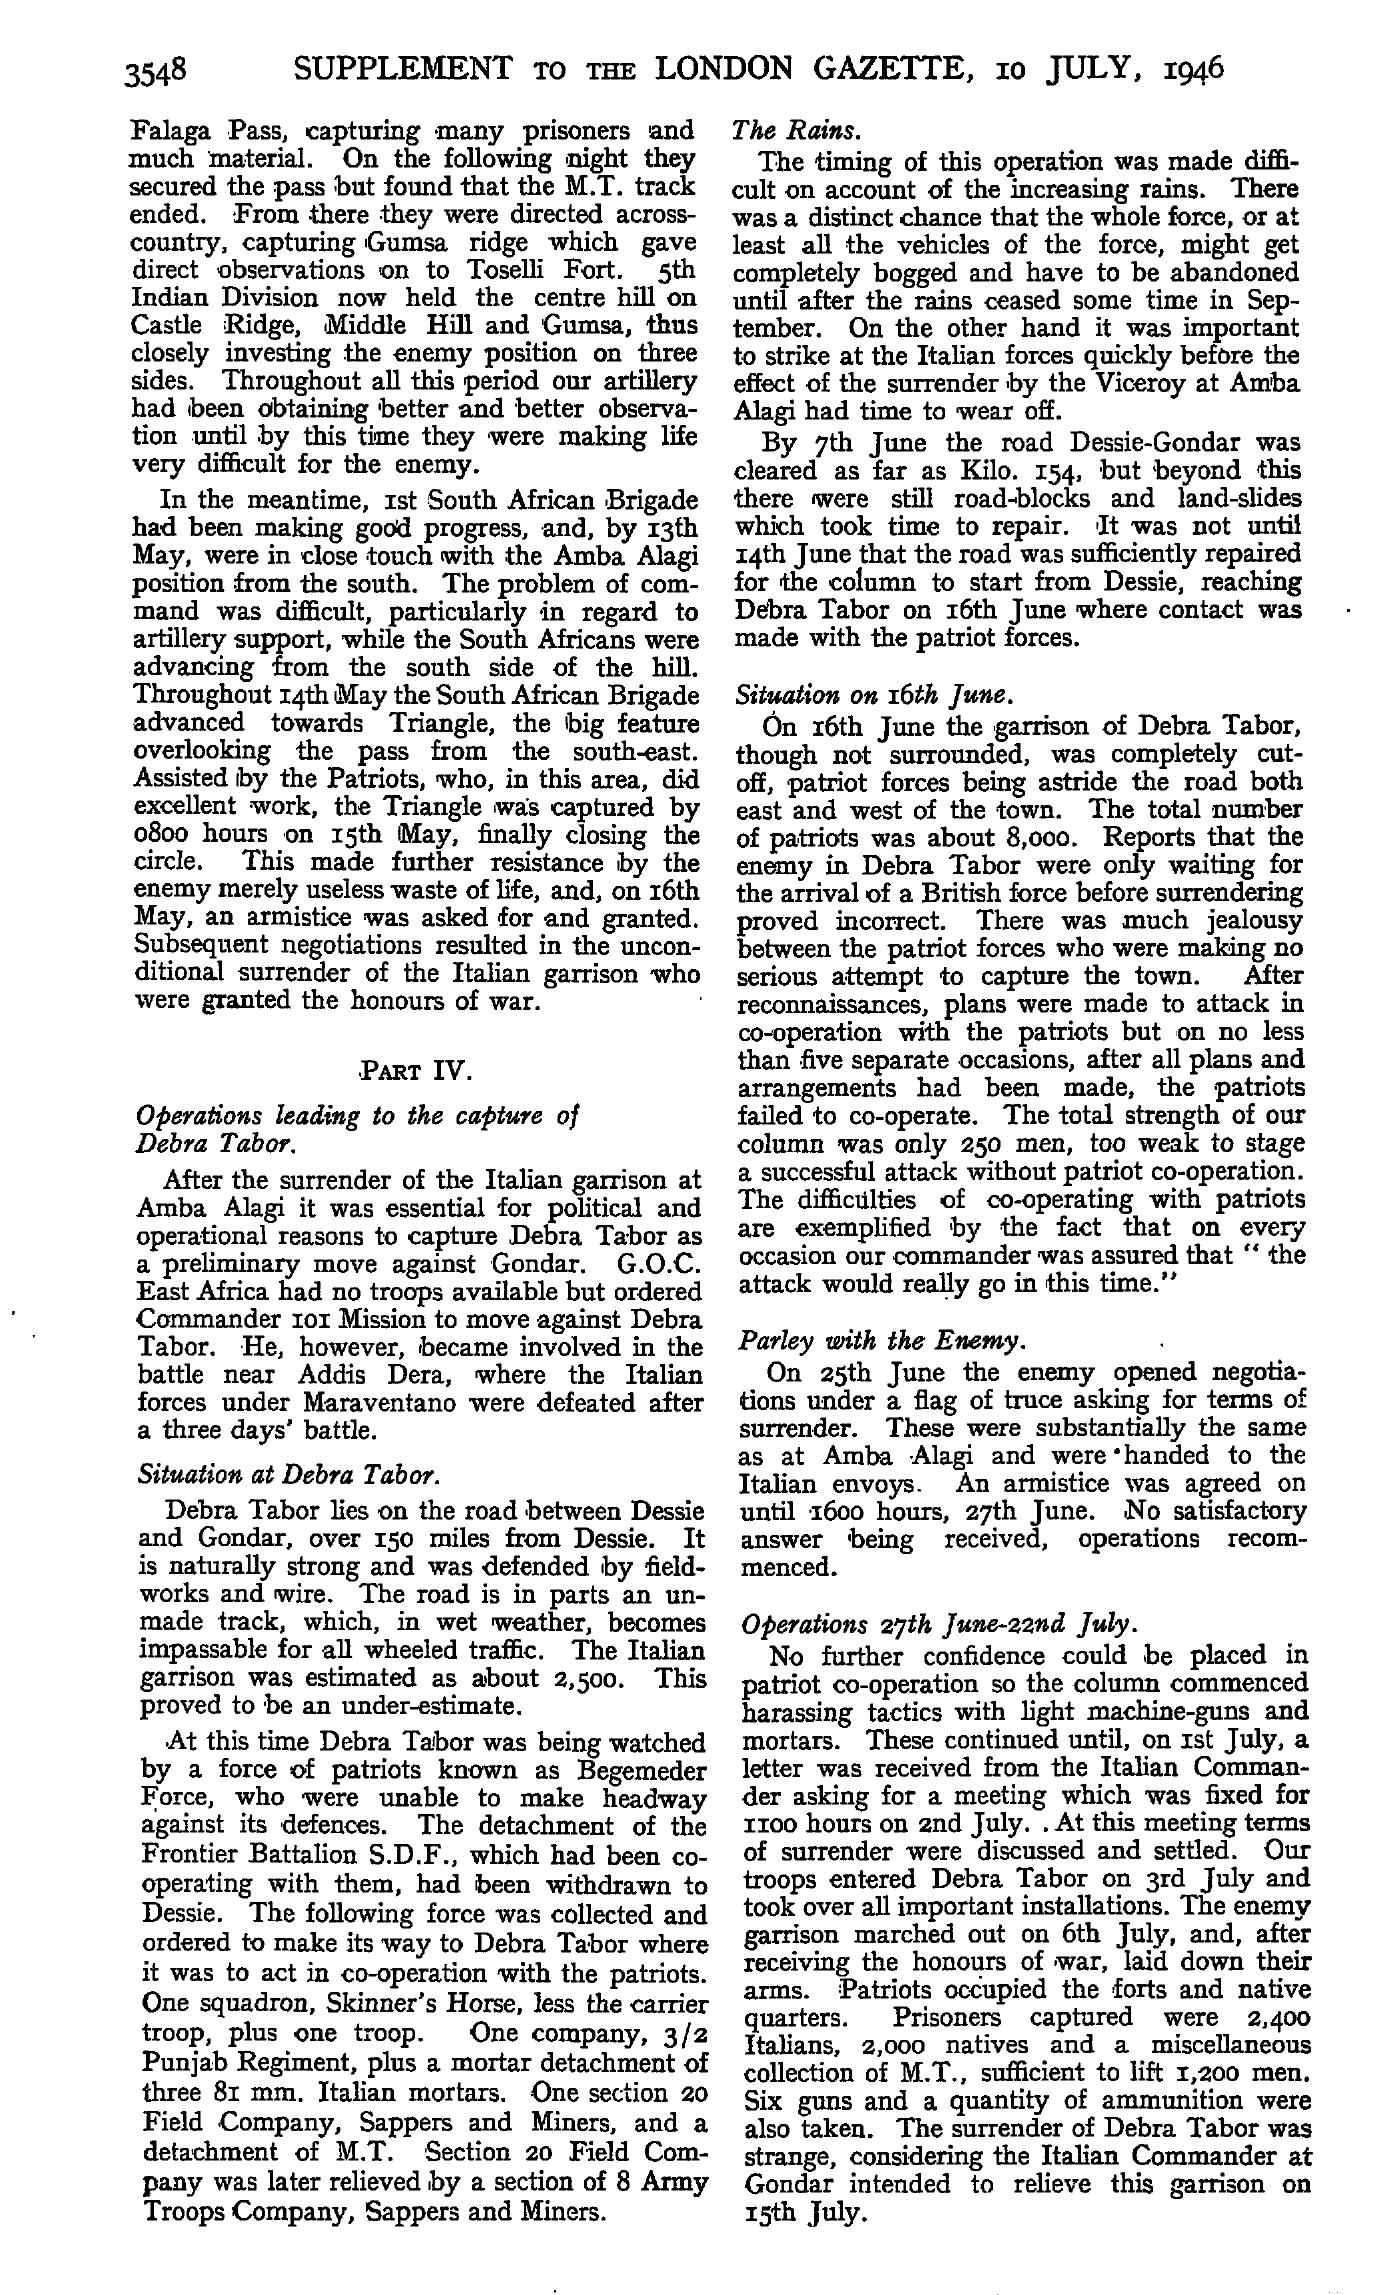 3548 SUPPLEMENT TO THE LONDON GAZETTE, 10 JULY, 1946
Falaga Pass, capturing many prisoners and
much material. On the following night they
secured the pass but found that the M.T. track
ended. From there they were directed across-
country, capturing Gumsa ridge which gave
direct observations on to Toselli Fort. 5th
Indian Division now held the centre hill on
Castle Ridge, Middle Hill and Gumsa, thus
closely investing the enemy position on three
sides. Throughout all this period our artillery
had been obtaining better and better observa-
tion until by this time they were making life
very difficult for the enemy.
In the meantime, 1st South African Brigade
had been making good progress, and, by 13th
May, were in close touch with the Amba Alagi
position from the south. The problem of com-
mand was difficult, particularly in regard to
artillery support, while the South Africans were
advancing from the south side of the hill.
Throughout 14th May the South African Brigade
advanced towards Triangle, the big feature
overlooking the pass from the south-east.
Assisted by the Patriots, who, in this area, did
excellent work, the Triangle was captured by
0800 hours on 15th May, finally closing the
circle. This made further resistance by the
enemy merely useless waste of life, and, on 16th
May, an armistice was asked for and granted.
Subsequent negotiations resulted in the uncon-
ditional surrender of the Italian garrison who
were granted the honours of war.
PART IV.
Operations leading to the capture of
Debra Tabor.
After the surrender of the Italian garrison at
Amba Alagi it was essential for political and
operational reasons to capture Debra Tabor as
a preliminary move against Gondar. G.O.C.
East Africa had no troops available but ordered
Commander 101 Mission to move against Debra
Tabor. He, however, became involved in the
battle near Addis Dera, where the Italian
forces under Maraventano were defeated after
a three days' battle.
Situation at Debra Tabor.
Debra Tabor lies on the road between Dessie
and Gondar, over 150 miles from Dessie. It
is naturally strong and was defended by field-
works and wire. The road is in parts an un-
made track, which, in wet weather, becomes
impassable for all wheeled traffic. The Italian
garrison was estimated as about 2,500. This
proved to be an under-estimate.
At this time Debra Tabor was being watched
by a force of patriots known as Begemeder
Force, who were unable to make headway
against its defences. The detachment of the
Frontier Battalion S.D.F., which had been co-
operating with them, had been withdrawn to
Dessie. The following force was collected and
ordered to make its way to Debra Tabor where
it was to act in co-operation with the patriots.
One squadron, Skinner's Horse, less the carrier
troop, plus one troop. One company, 3/2
Punjab Regiment, plus a mortar detachment of
three 81 mm. Italian mortars. One section 20
Field Company, Sappers and Miners, and a
detachment of M.T. Section 20 Field Com-
pany was later relieved by a section of 8 Army
Troops Company, Sappers and Miners.
The Rains.
The timing of this operation was made diffi-
cult on account of the increasing rains. There
was a distinct chance that the whole force, or at
least all the vehicles of the force, might get
completely bogged and have to be abandoned
until after the rains ceased some time in Sep-
tember. On the other hand it was important
to strike at the Italian forces quickly before the
effect of the surrender by the Viceroy at Amba
Alagi had time to wear off.
By 7th June the road Dessie-Gondar was
cleared as far as Kilo. 154, but beyond this
there were still road-blocks and land-slides
which took time to repair. It was not until
14th June that the road was sufficiently repaired
for the column to start from Dessie, reaching
Debra Tabor on 16th June where contact was
made with the patriot forces.
Situation on 16th June.
On 16th June the garrison of Debra Tabor,
though not surrounded, was completely cut-
off, patriot forces being astride the road both
east and west of the town. The total number
of patriots was about 8,000. Reports that the
enemy in Debra Tabor were only waiting for
the arrival of a British force before surrendering
proved incorrect. There was much jealousy
between the patriot forces who were making no
serious attempt to capture the town. After
reconnaissances, plans were made to attack in
co-operation with the patriots but on no less
than five separate occasions, after all plans and
arrangements had been made, the patriots
failed to co-operate. The total strength of our
column was only 250 men, too weak to stage
a successful attack without patriot co-operation.
The difficulties of co-operating with patriots
are exemplified by the fact that on every
occasion our commander was assured that " the
attack would really go in this time."
Parley with the Enemy.
On 25th June the enemy opened negotia-
tions under a flag of truce asking for terms of
surrender. These were substantially the same
as at Amba Alagi and were handed to the
Italian envoys. An armistice was agreed on
until 1600 hours, 27th June. No satisfactory
answer being received, operations recom-
menced.
Operations 27th June-22nd July.
No further confidence could be placed in
patriot co-operation so the column commenced
harassing tactics with light machine-guns and
mortars. These continued until, on 1st July, a
letter was received from the Italian Comman-
der asking for a meeting which was fixed for
1100 hours on 2nd July. At this meeting terms
of surrender were discussed and settled. Our
troops entered Debra Tabor on 3rd July and
took over all important installations. The enemy
garrison marched out on 6th July, and, after
receiving the honours of war, laid down their
arms. Patriots occupied the forts and native
quarters. Prisoners captured were 2,400
Italians, 2,000 natives and a miscellaneous
collection of M.T., sufficient to lift 1,200 men.
Six guns and a quantity of ammunition were
also taken. The surrender of Debra Tabor was
strange, considering the Italian Commander at
Gondar intended to relieve this garrison on
15th July.